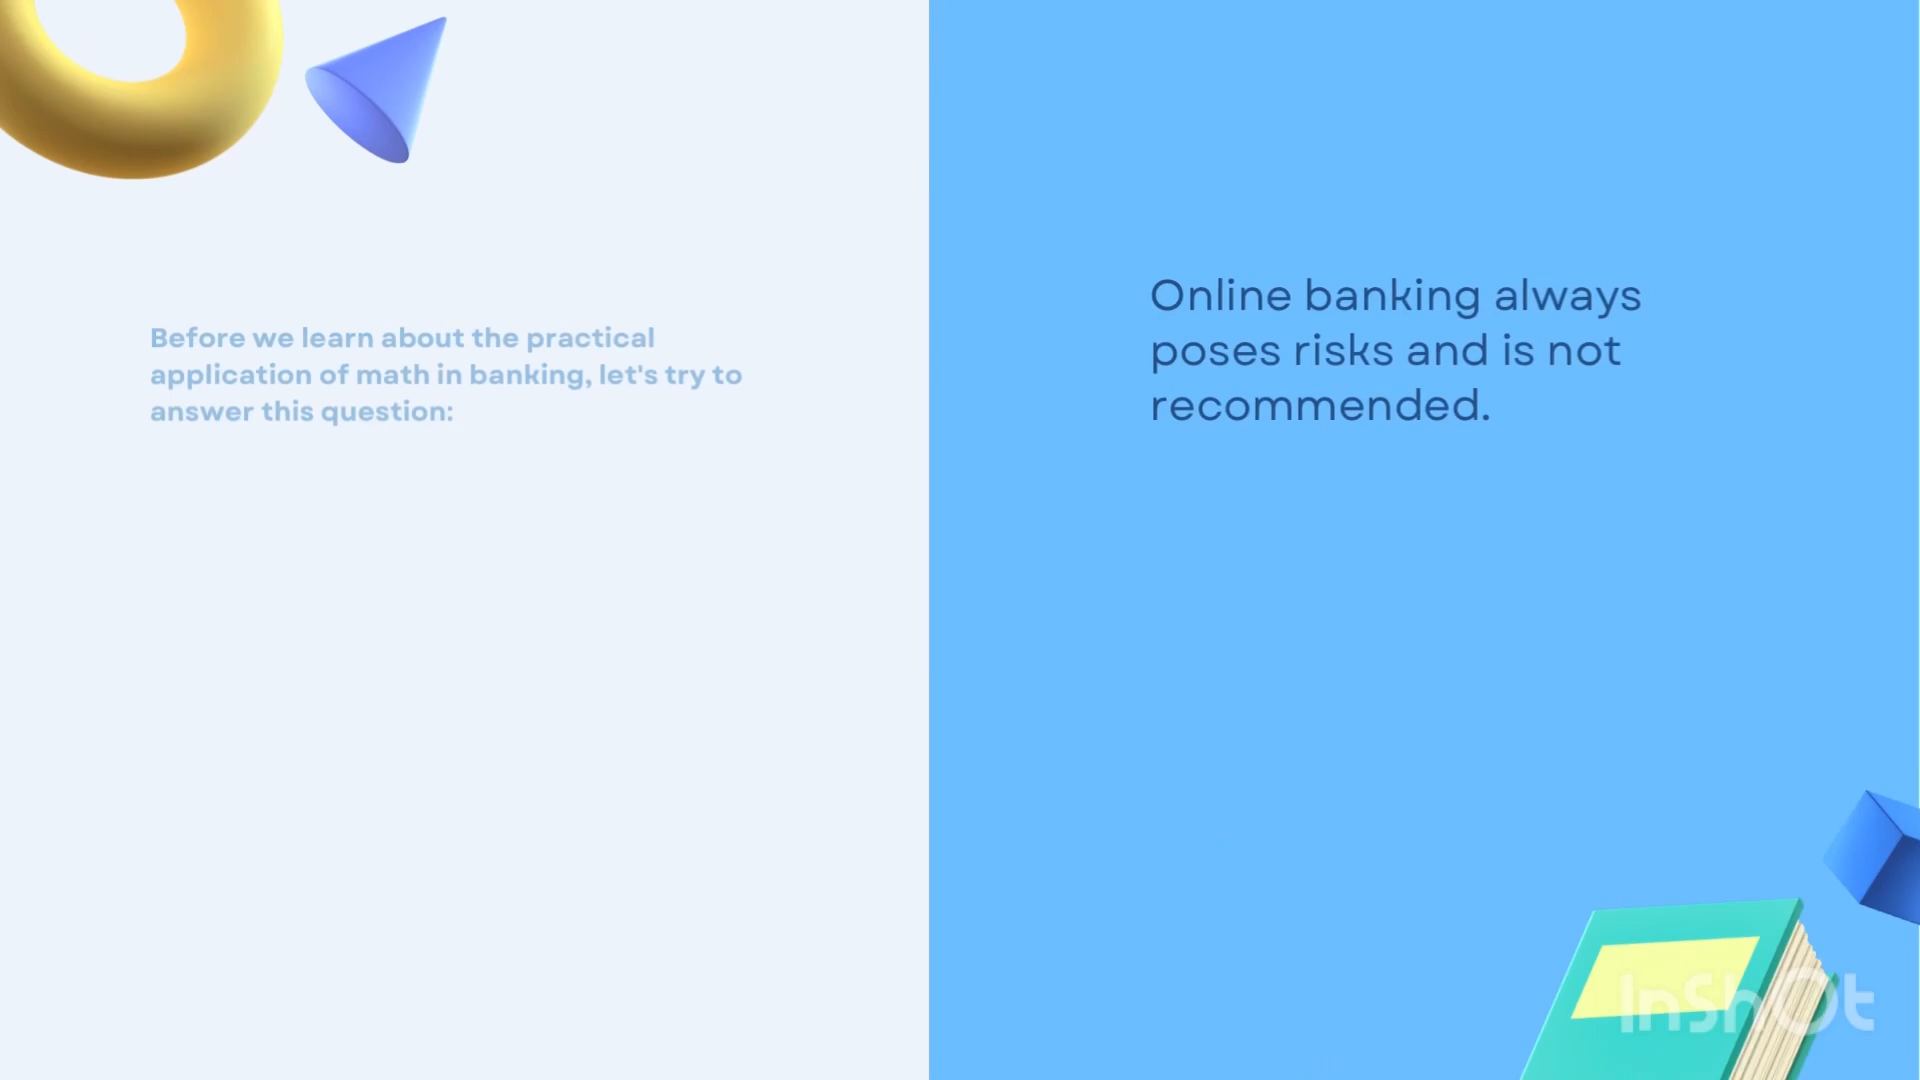 Before we learn about the practical
application of math in banking, let's try to
answer this question:
Online banking always
poses risks and is not
recommended.
InShOt